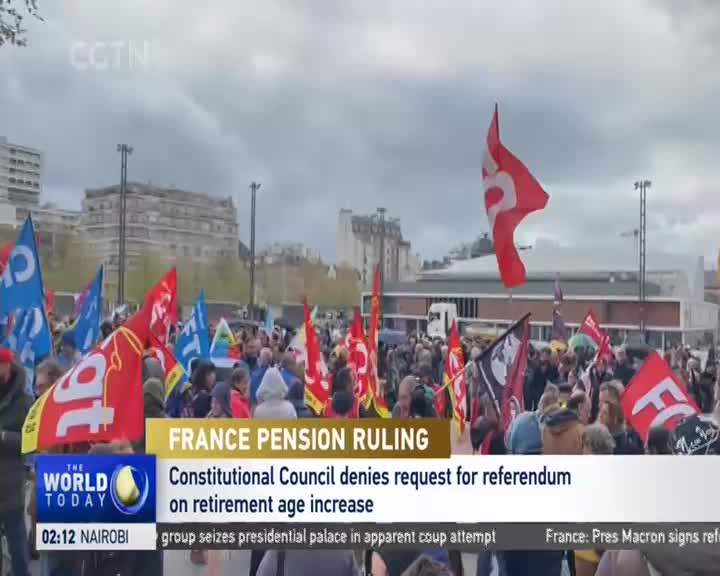 CGTN
cgt
FO
FRANCE PENSION RULING
Constitutional Council denies request for referendum
on retirement age increase
THE
WORLD
TODAY
02:12 NAIROBI
group seizes presidential palace in apparent coup attempt
France: Pres Macron signs ref